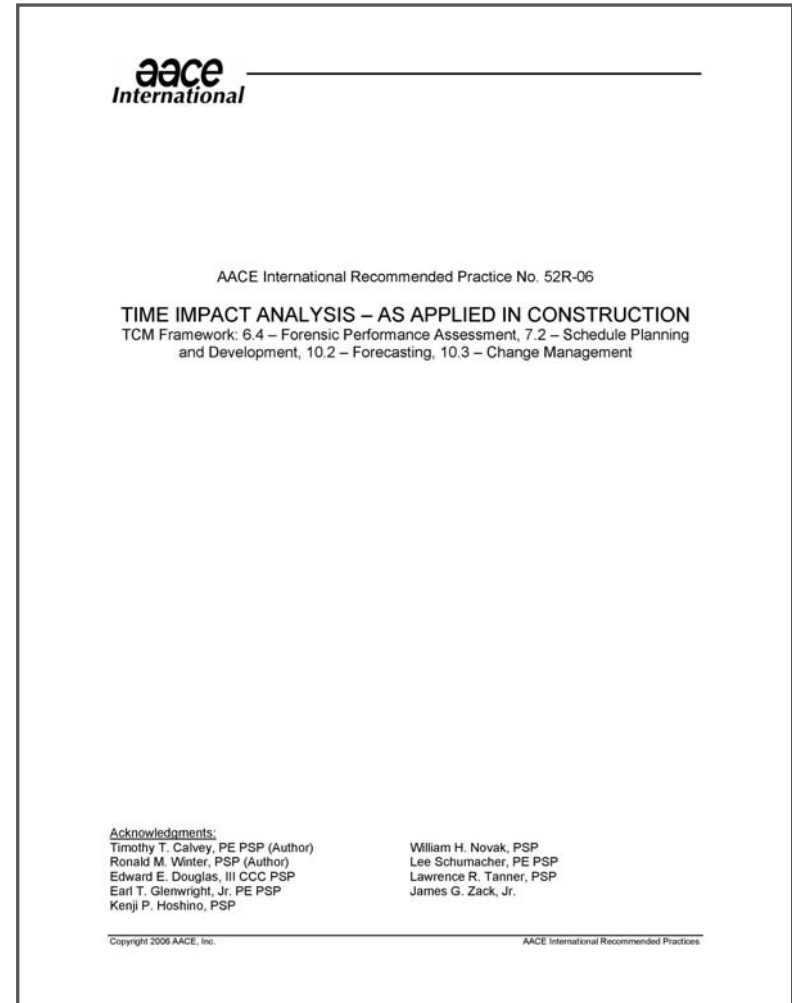 aace
International
AACE International Recommended Practice No. 52R-06
TIME IMPACT ANALYSIS – AS APPLIED IN CONSTRUCTION
TCM Framework: 6.4 – Forensic Performance Assessment, 7.2 – Schedule Planning
and Development, 10.2 – Forecasting, 10.3 – Change Management
Acknowledgments:
Timothy T. Calvey, PE PSP (Author)
Ronald M. Winter, PSP (Author)
Edward E. Douglas, III CCC PSP
Earl T. Glenwright, Jr. PE PSP
Kenji P. Hoshino, PSP
William H. Novak, PSP
Lee Schumacher, PE PSP
Lawrence R. Tanner, PSP
James G. Zack, Jr.
Copyright 2006 AACE, Inc.
AACE International Recommended Practices